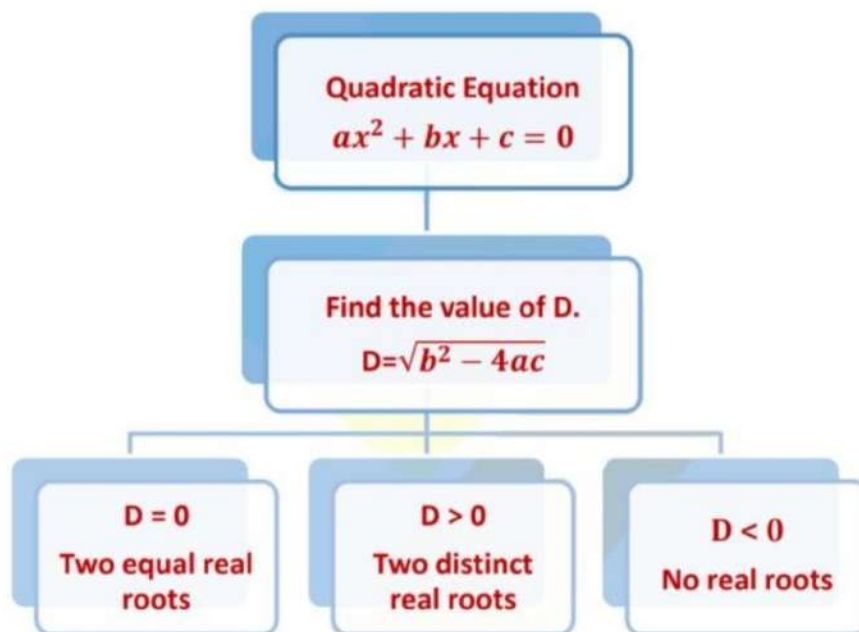 Quadratic Equation
ax² + bx + c = 0
Find the value of D.
D=√b² − 4ac
D = 0
Two equal real
roots
D > 0
Two distinct
real roots
D < 0
No real roots